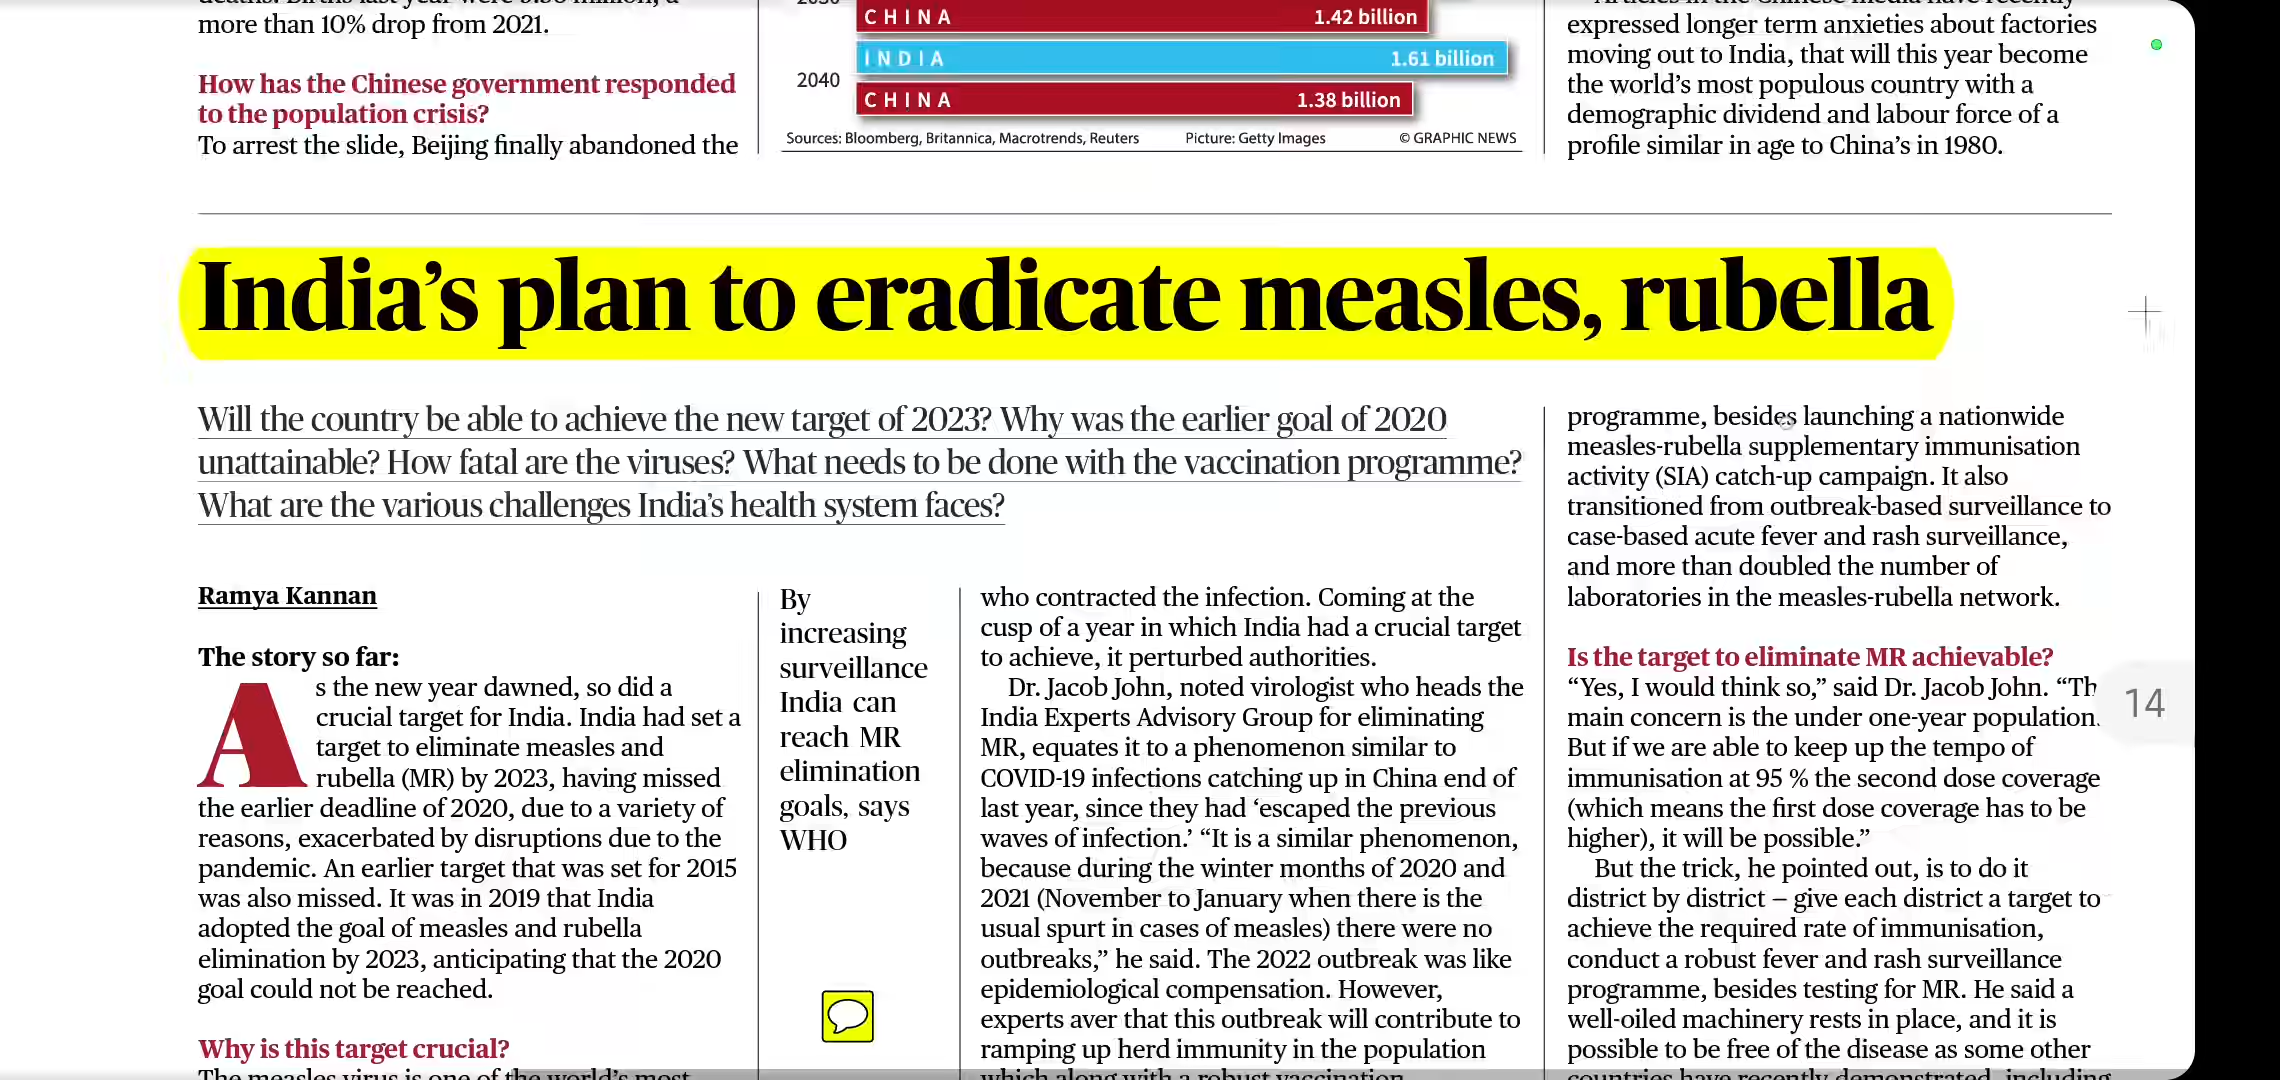 more than 10% drop from 2021.
How has the Chinese government responded
to the population crisis?
To arrest the slide, Beijing finally abandoned the
CHINA 1.42 billion
INDIA 1.61 billion
2040
CHINA 1.38 billion
Sources: Bloomberg, Britannica, Macrotrends, Reuters Picture: Getty Images © GRAPHIC NEWS
expressed longer term anxieties about factories
moving out to India, that will this year become
the world's most populous country with a
demographic dividend and labour force of a
profile similar in age to China's in 1980.
India's plan to eradicate measles, rubella
Will the country be able to achieve the new target of 2023? Why was the earlier goal of 2020
unattainable? How fatal are the viruses? What needs to be done with the vaccination programme?
What are the various challenges India's health system faces?
Ramya Kannan
The story so far:
As the new year dawned, so did a
crucial target for India. India had set a
target to eliminate measles and
rubella (MR) by 2023, having missed
the earlier deadline of 2020, due to a variety of
reasons, exacerbated by disruptions due to the
pandemic. An earlier target that was set for 2015
was also missed. It was in 2019 that India
adopted the goal of measles and rubella
elimination by 2023, anticipating that the 2020
goal could not be reached.
Why is this target crucial?
The measles virus is one of the world's most
By
increasing
surveillance
India can
reach MR
elimination
goals, says
WHO
who contracted the infection. Coming at the
cusp of a year in which India had a crucial target
to achieve, it perturbed authorities.
Dr. Jacob John, noted virologist who heads the
India Experts Advisory Group for eliminating
MR, equates it to a phenomenon similar to
COVID-19 infections catching up in China end of
last year, since they had 'escaped the previous
waves of infection.' "It is a similar phenomenon,
because during the winter months of 2020 and
2021 (November to January when there is the
usual spurt in cases of measles) there were no
outbreaks," he said. The 2022 outbreak was like
epidemiological compensation. However,
experts aver that this outbreak will contribute to
ramping up herd immunity in the population
which along with a robust vaccination
programme, besides launching a nationwide
measles-rubella supplementary immunisation
activity (SIA) catch-up campaign. It also
transitioned from outbreak-based surveillance to
case-based acute fever and rash surveillance,
and more than doubled the number of
laboratories in the measles-rubella network.
Is the target to eliminate MR achievable?
"Yes, I would think so," said Dr. Jacob John. "Th
main concern is the under one-year population.
But if we are able to keep up the tempo of
immunisation at 95 % the second dose coverage
(which means the first dose coverage has to be
higher), it will be possible."
But the trick, he pointed out, is to do it
district by district – give each district a target to
achieve the required rate of immunisation,
conduct a robust fever and rash surveillance
programme, besides testing for MR. He said a
well-oiled machinery rests in place, and it is
possible to be free of the disease as some other
countries have recently demonstrated, including
14